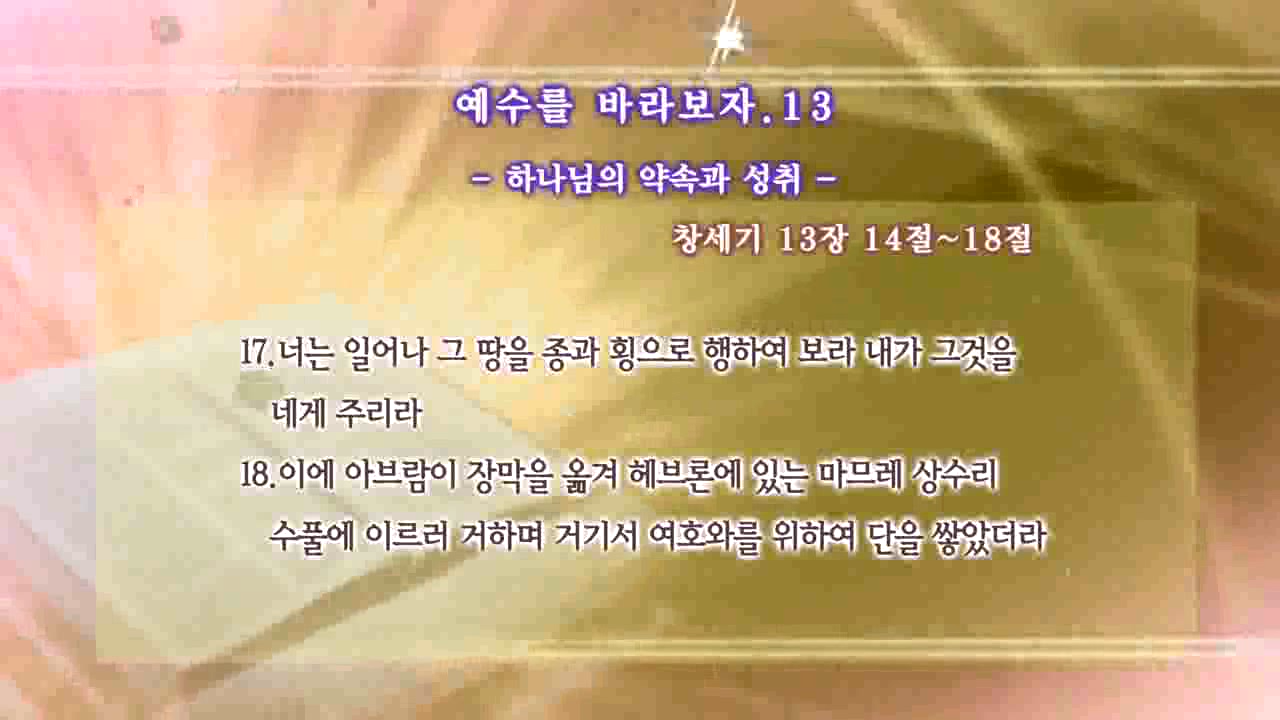 예수를 바라보자.13
- 하나님의 약속과 성취 -
창세기 13장 14절~18절
17.너는 일어나 그 땅을 종과 횡으로 행하여 보라 내가 그것을
네게 주리라
18.이에 아브람이 장막을 옮겨 헤브론에 있는 마므레 상수리
수풀에 이르러 거하며 거기서 여호와를 위하여 단을 쌓았더라